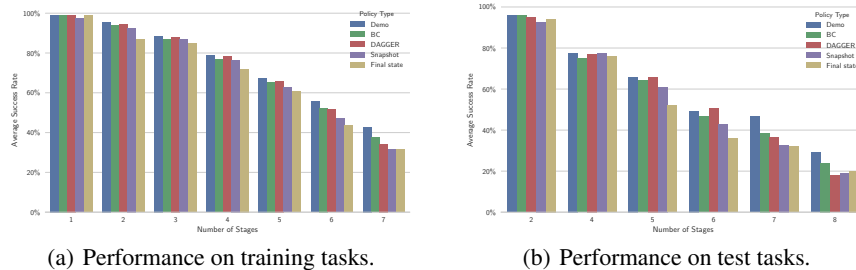 Policy Type
Demo
BC
DAGGER
Snapshot
Final state
100%
80%
60%
40%
20%
0%
Average Success Rate
1 2 3 4 5 6 7
Number of Stages
(a) Performance on training tasks.
Policy Type
Demo
BC
DAGGER
Snapshot
Final state
100%
80%
60%
40%
20%
0%
Average Success Rate
2 4 5 6 7 8
Number of Stages
(b) Performance on test tasks.